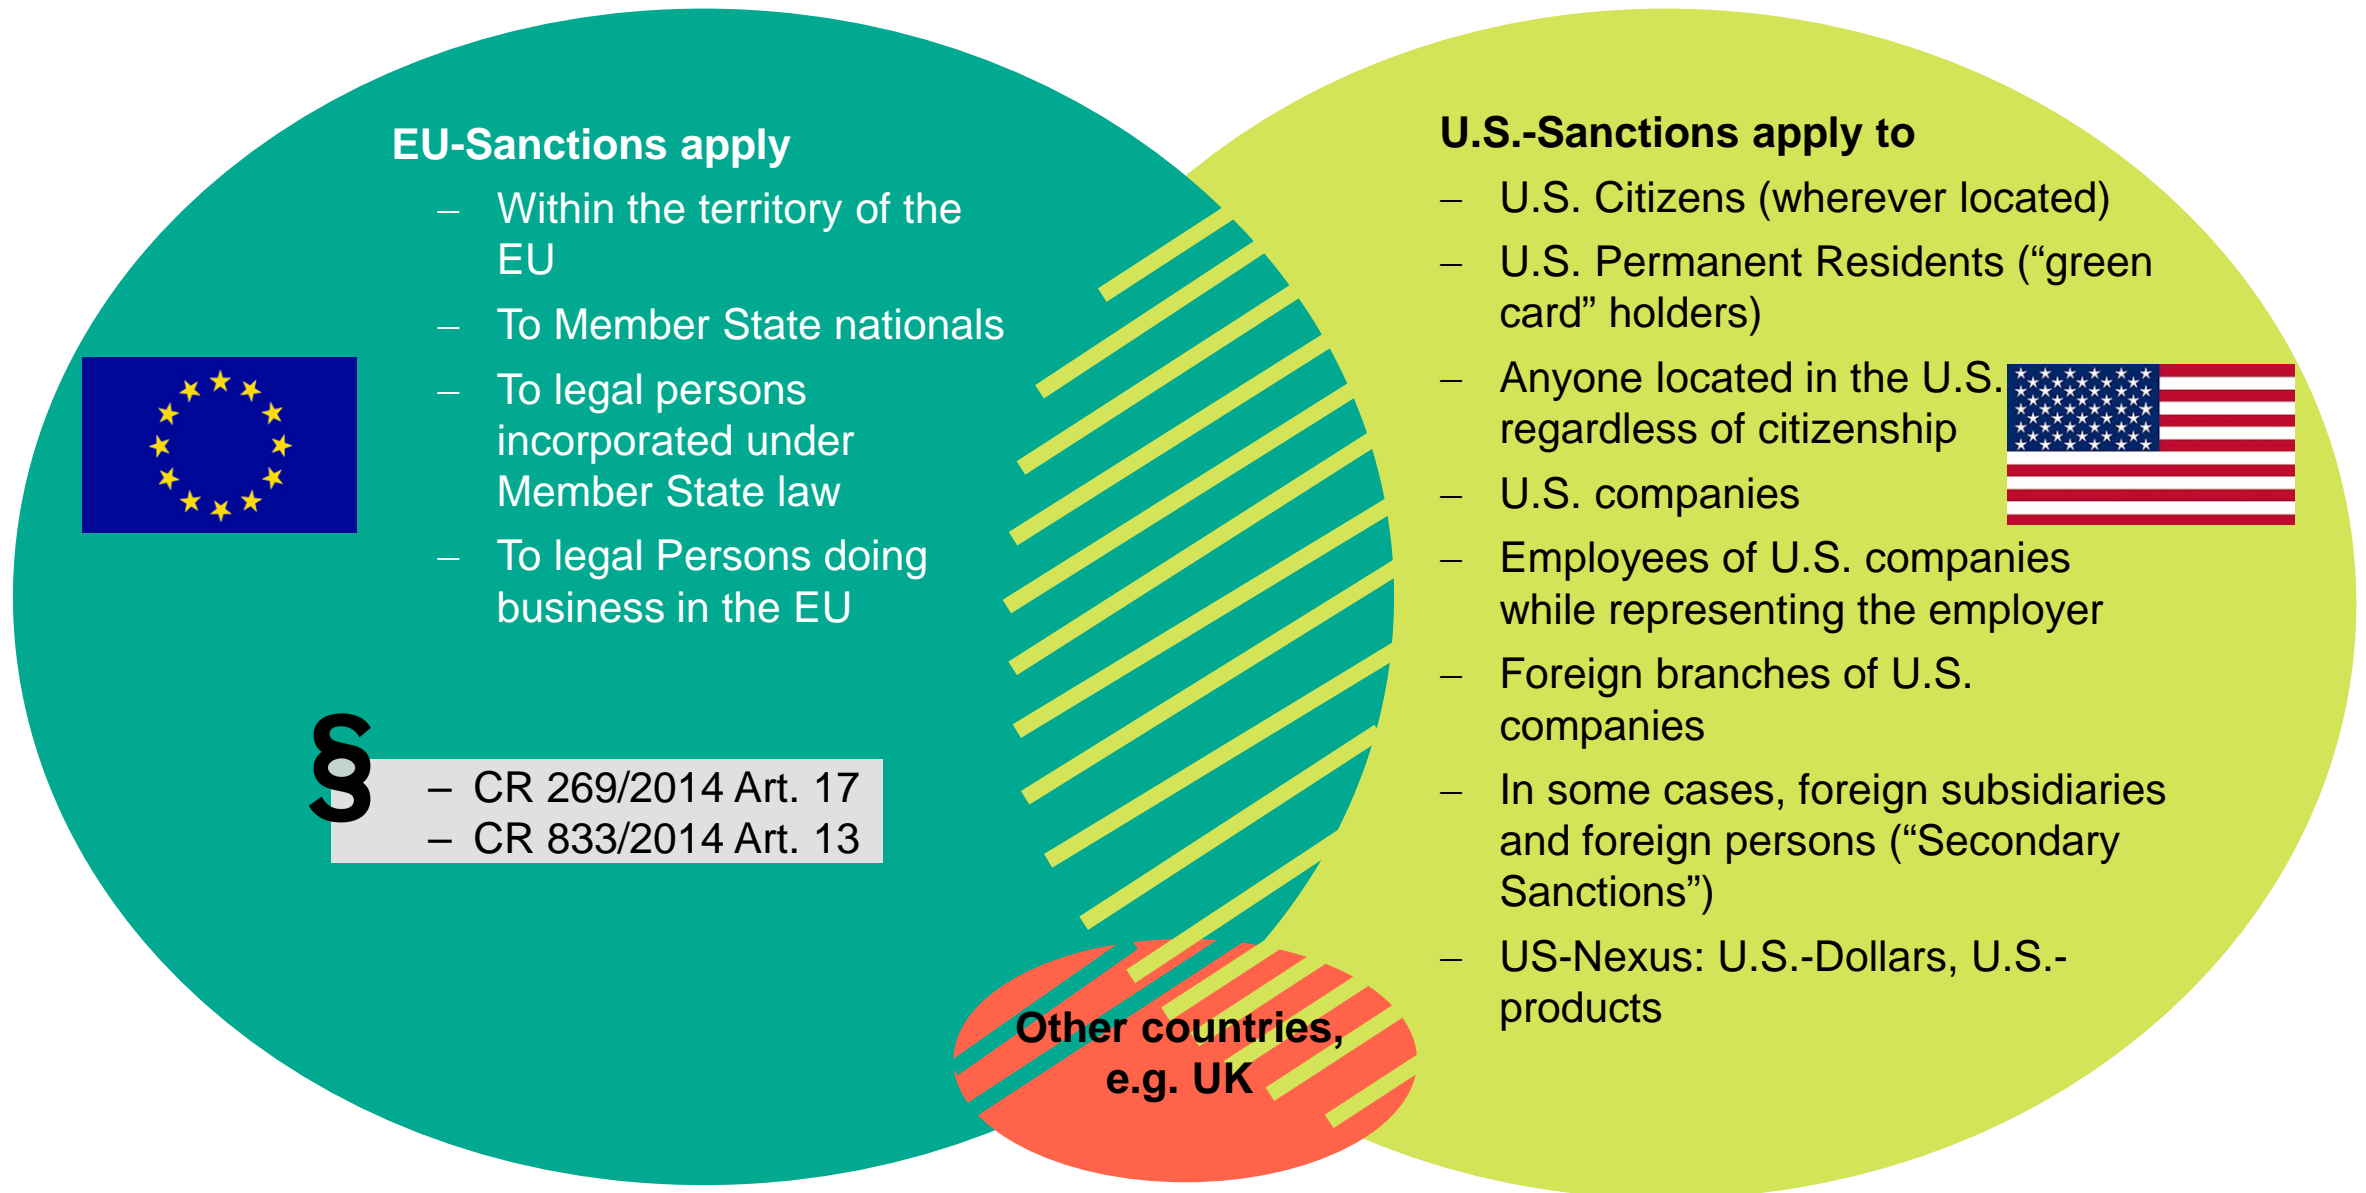 EU-Sanctions apply
– Within the territory of the
EU
– To Member State nationals
– To legal persons
incorporated under
Member State law
– To legal Persons doing
business in the EU
§
– CR 269/2014 Art. 17
– CR 833/2014 Art. 13
U.S.-Sanctions apply to
– U.S. Citizens (wherever located)
– U.S. Permanent Residents (“green
card” holders)
– Anyone located in the U.S.
regardless of citizenship
– U.S. companies
– Employees of U.S. companies
while representing the employer
– Foreign branches of U.S.
companies
– In some cases, foreign subsidiaries
and foreign persons (“Secondary
Sanctions”)
– US-Nexus: U.S.-Dollars, U.S.-
products
Other countries,
e.g. UK